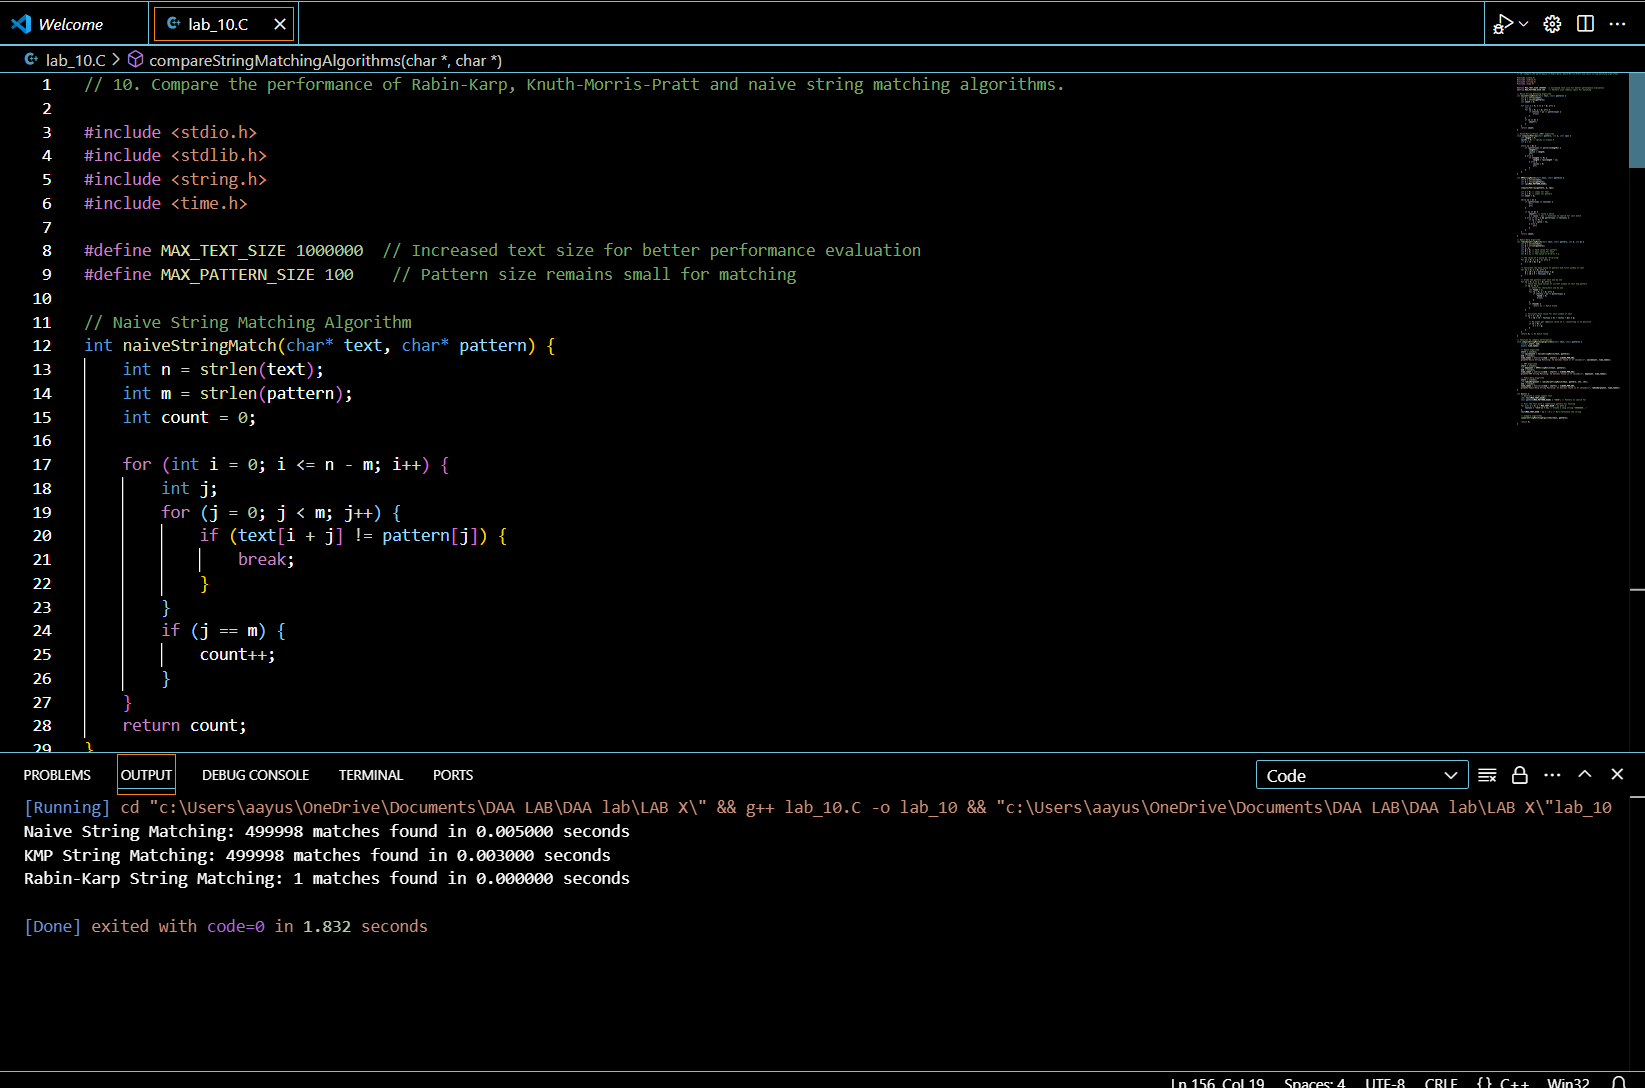 Welcome
lab_10.C
lab_10.C > compareStringMatchingAlgorithms(char *, char *)
1 // 10. Compare the performance of Rabin-Karp, Knuth-Morris-Pratt and naive string matching algorithms.
2
3 #include <stdio.h>
4 #include <stdlib.h>
5 #include <string.h>
6 #include <time.h>
7
8 #define MAX_TEXT_SIZE 1000000  // Increased text size for better performance evaluation
9 #define MAX_PATTERN_SIZE 100    // Pattern size remains small for matching
10
11 // Naive String Matching Algorithm
12 int naiveStringMatch(char* text, char* pattern) {
13     int n = strlen(text);
14     int m = strlen(pattern);
15     int count = 0;
16
17     for (int i = 0; i <= n - m; i++) {
18         int j;
19         for (j = 0; j < m; j++) {
20             if (text[i + j] != pattern[j]) {
21                 break;
22             }
23         }
24         if (j == m) {
25             count++;
26         }
27     }
28     return count;
29 }
PROBLEMS OUTPUT DEBUG CONSOLE TERMINAL PORTS Code
[Running] cd "c:\Users\aayus\OneDrive\Documents\DAA LAB\DAA lab\LAB X\" && g++ lab_10.C -o lab_10 && "c:\Users\aayus\OneDrive\Documents\DAA LAB\DAA lab\LAB X\"lab_10
Naive String Matching: 499998 matches found in 0.005000 seconds
KMP String Matching: 499998 matches found in 0.003000 seconds
Rabin-Karp String Matching: 1 matches found in 0.000000 seconds
[Done] exited with code=0 in 1.832 seconds
Ln 156, Col 19 Spaces: 4 UTF-8 CRLF {} C++ Win32